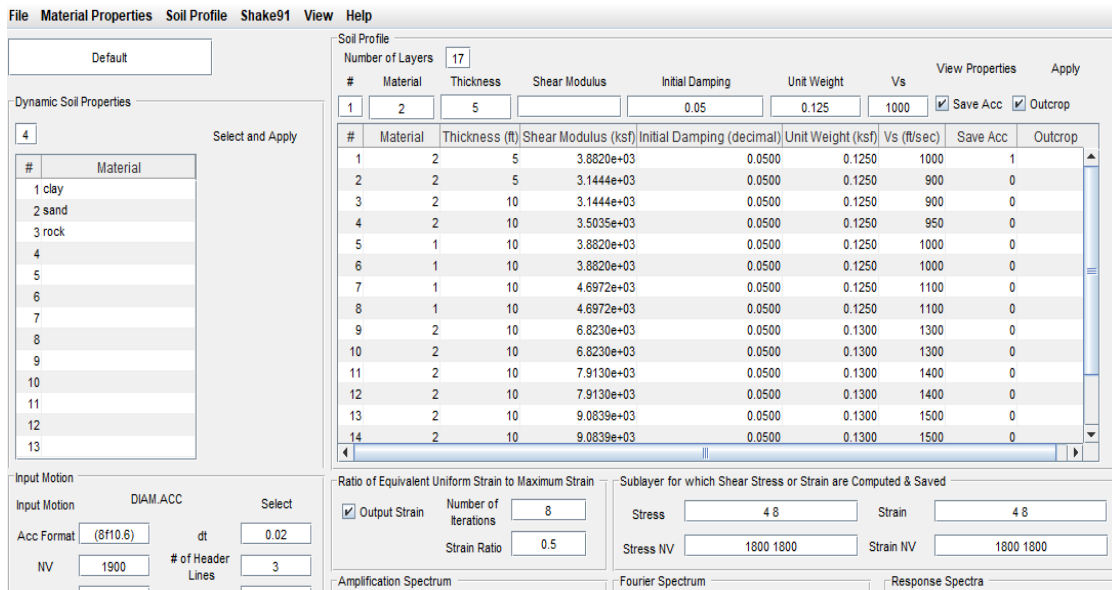 File Material Properties Soil Profile Shake91 View Help
Default
Dynamic Soil Properties
4 Select and Apply
# Material
1 clay
2 sand
3 rock
4
5
6
7
8
9
10
11
12
13
Soil Profile
Number of Layers 17
# Material Thickness Shear Modulus Initial Damping Unit Weight Vs View Properties Apply
1 2 5 0.05 0.125 1000 Save Acc Outcrop
# Material Thickness (ft) Shear Modulus (ksf) Initial Damping (decimal) Unit Weight (ksf) Vs (ft/sec) Save Acc Outcrop
1 2 5 3.8820e+03 0.0500 0.1250 1000 1
2 2 5 3.1444e+03 0.0500 0.1250 900 0
3 2 10 3.1444e+03 0.0500 0.1250 900 0
4 2 10 3.5035e+03 0.0500 0.1250 950 0
5 1 10 3.8820e+03 0.0500 0.1250 1000 0
6 1 10 3.8820e+03 0.0500 0.1250 1000 0
7 1 10 4.6972e+03 0.0500 0.1250 1100 0
8 1 10 4.6972e+03 0.0500 0.1250 1100 0
9 2 10 6.8230e+03 0.0500 0.1300 1300 0
10 2 10 6.8230e+03 0.0500 0.1300 1300 0
11 2 10 7.9130e+03 0.0500 0.1300 1400 0
12 2 10 7.9130e+03 0.0500 0.1300 1400 0
13 2 10 9.0839e+03 0.0500 0.1300 1500 0
14 2 10 9.0839e+03 0.0500 0.1300 1500 0
Input Motion
Input Motion DIAM.ACC Select
Acc Format (8f10.6) dt 0.02
NV 1900 # of Header Lines 3
Ratio of Equivalent Uniform Strain to Maximum Strain
Output Strain Number of Iterations 8
Strain Ratio 0.5
Sublayer for which Shear Stress or Strain are Computed & Saved
Stress 4 8 Strain 4 8
Stress NV 1800 1800 Strain NV 1800 1800
Amplification Spectrum
Fourier Spectrum
Response Spectra